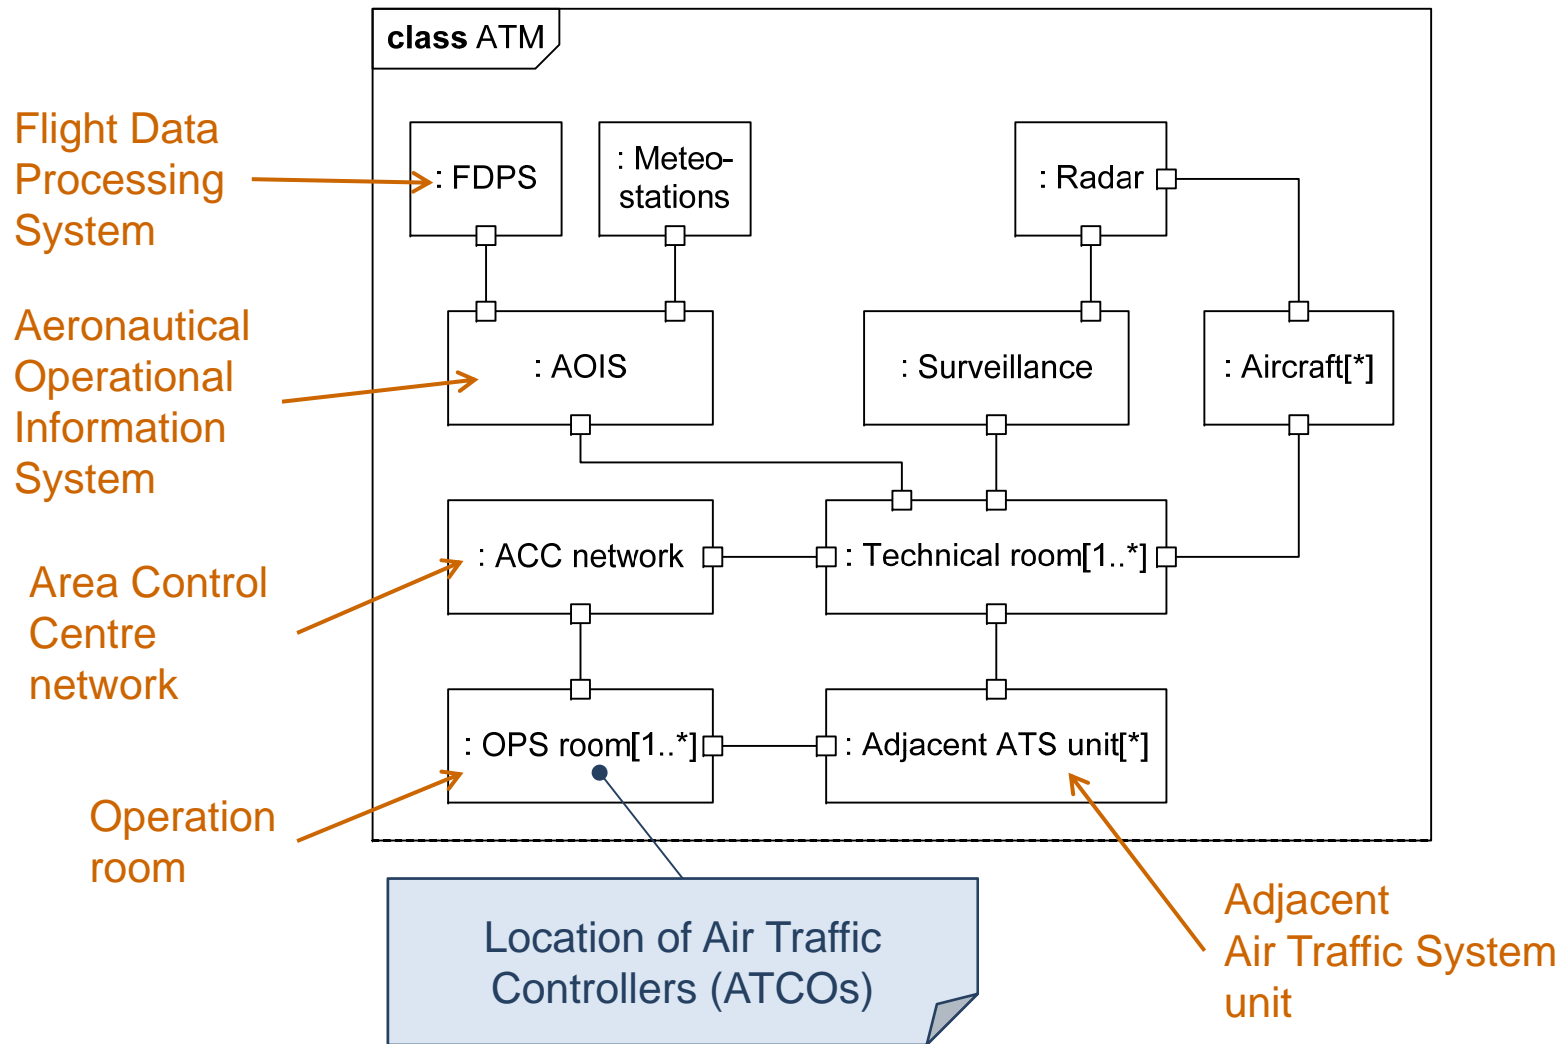 class ATM
Flight Data
Processing
System
: FDPS
: Meteo-
stations
: Radar
Aeronautical
Operational
Information
System
: AOIS
: Surveillance
: Aircraft[*]
Area Control
Centre
network
: ACC network
: Technical room[1..*]
Operation
room
: OPS room[1..*]
: Adjacent ATS unit[*]
Location of Air Traffic
Controllers (ATCOs)
Adjacent
Air Traffic System
unit